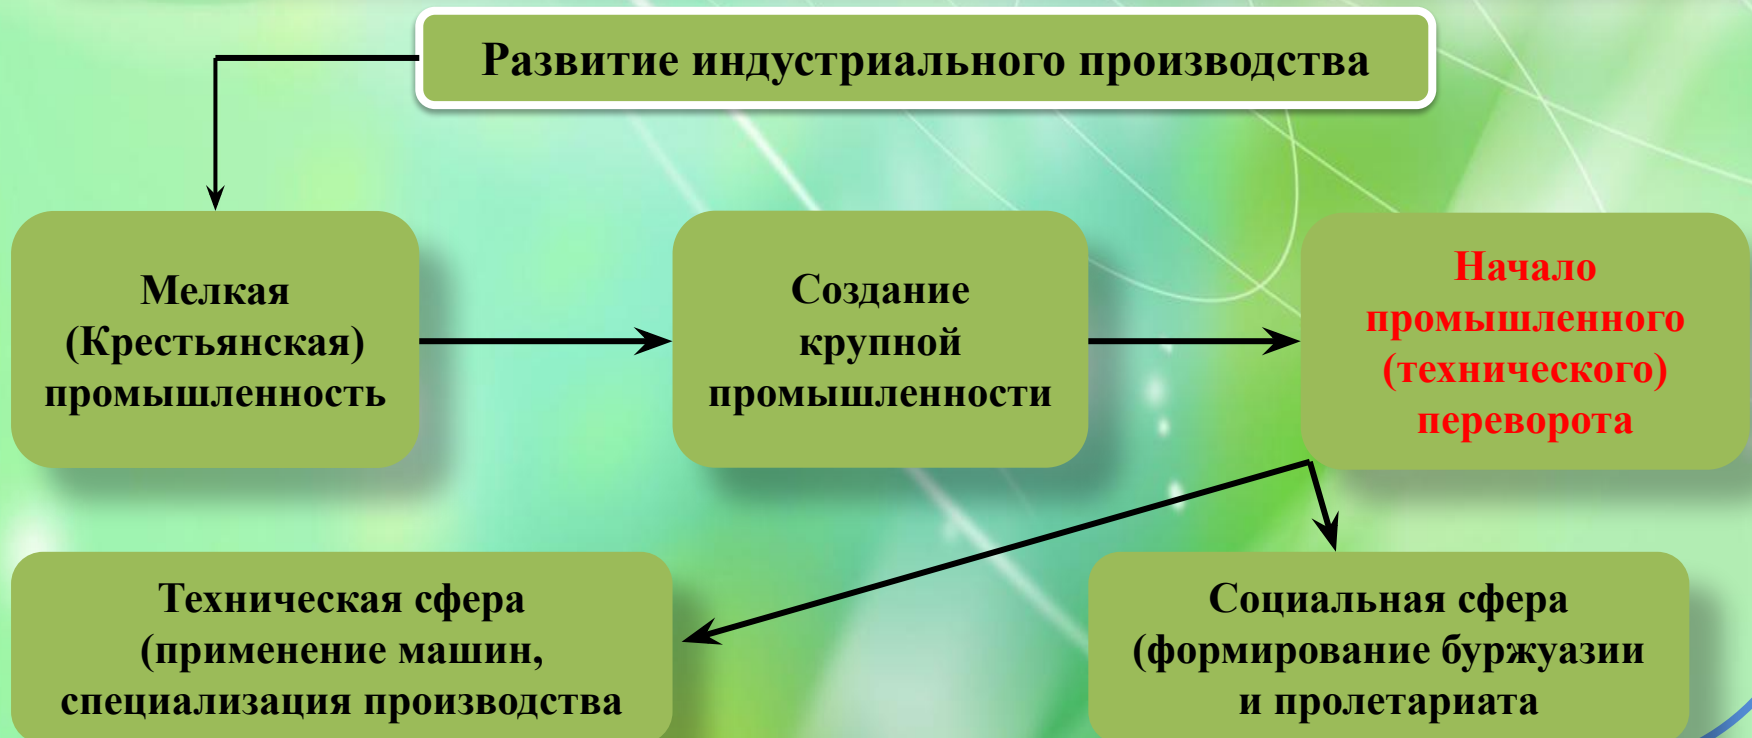 Развитие индустриального производства
Мелкая
(Крестьянская)
промышленность
Создание
крупной
промышленности
Начало
промышленного
(технического)
переворота
Техническая сфера
(применение машин,
специализация производства
Социальная сфера
(формирование буржуазии
и пролетариата